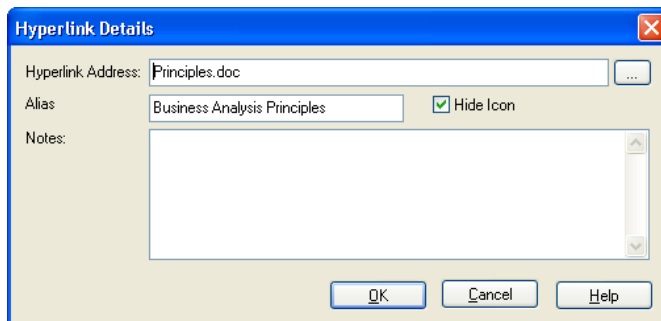 Hyperlink Details
Hyperlink Address: Principles.doc ...
Alias Business Analysis Principles Hide Icon
Notes:
OK Cancel Help